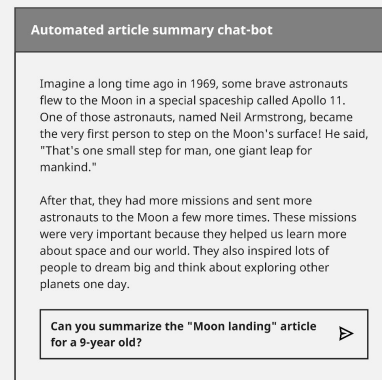 Automated article summary chat-bot
Imagine a long time ago in 1969, some brave astronauts
flew to the Moon in a special spaceship called Apollo 11.
One of those astronauts, named Neil Armstrong, became
the very first person to step on the Moon's surface! He said,
"That's one small step for man, one giant leap for
mankind."
After that, they had more missions and sent more
astronauts to the Moon a few more times. These missions
were very important because they helped us learn more
about space and our world. They also inspired lots of
people to dream big and think about exploring other
planets one day.
Can you summarize the "Moon landing" article
for a 9-year old?